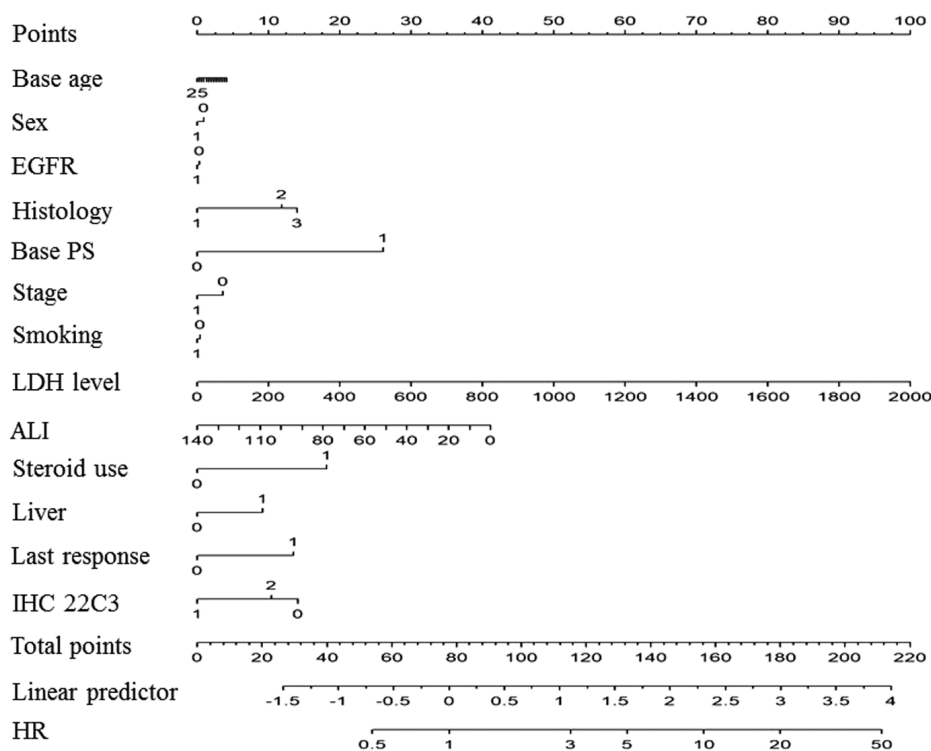 Points 0 10 20 30 40 50 60 70 80 90 100
Base age
25
0
Sex
1
0
EGFR
1
2
Histology
1 3
1
Base PS
0
0
Stage
1
0
Smoking
1
LDH level
0 200 400 600 800 1000 1200 1400 1600 1800 2000
ALI
140 110 80 60 40 20 0
1
Steroid use
0
1
Liver
0
1
Last response
0
2
IHC 22C3
1 0
Total points
0 20 40 60 80 100 120 140 160 180 200 220
Linear predictor
-1.5 -1 -0.5 0 0.5 1 1.5 2 2.5 3 3.5 4
HR
0.5 1 3 5 10 20 50